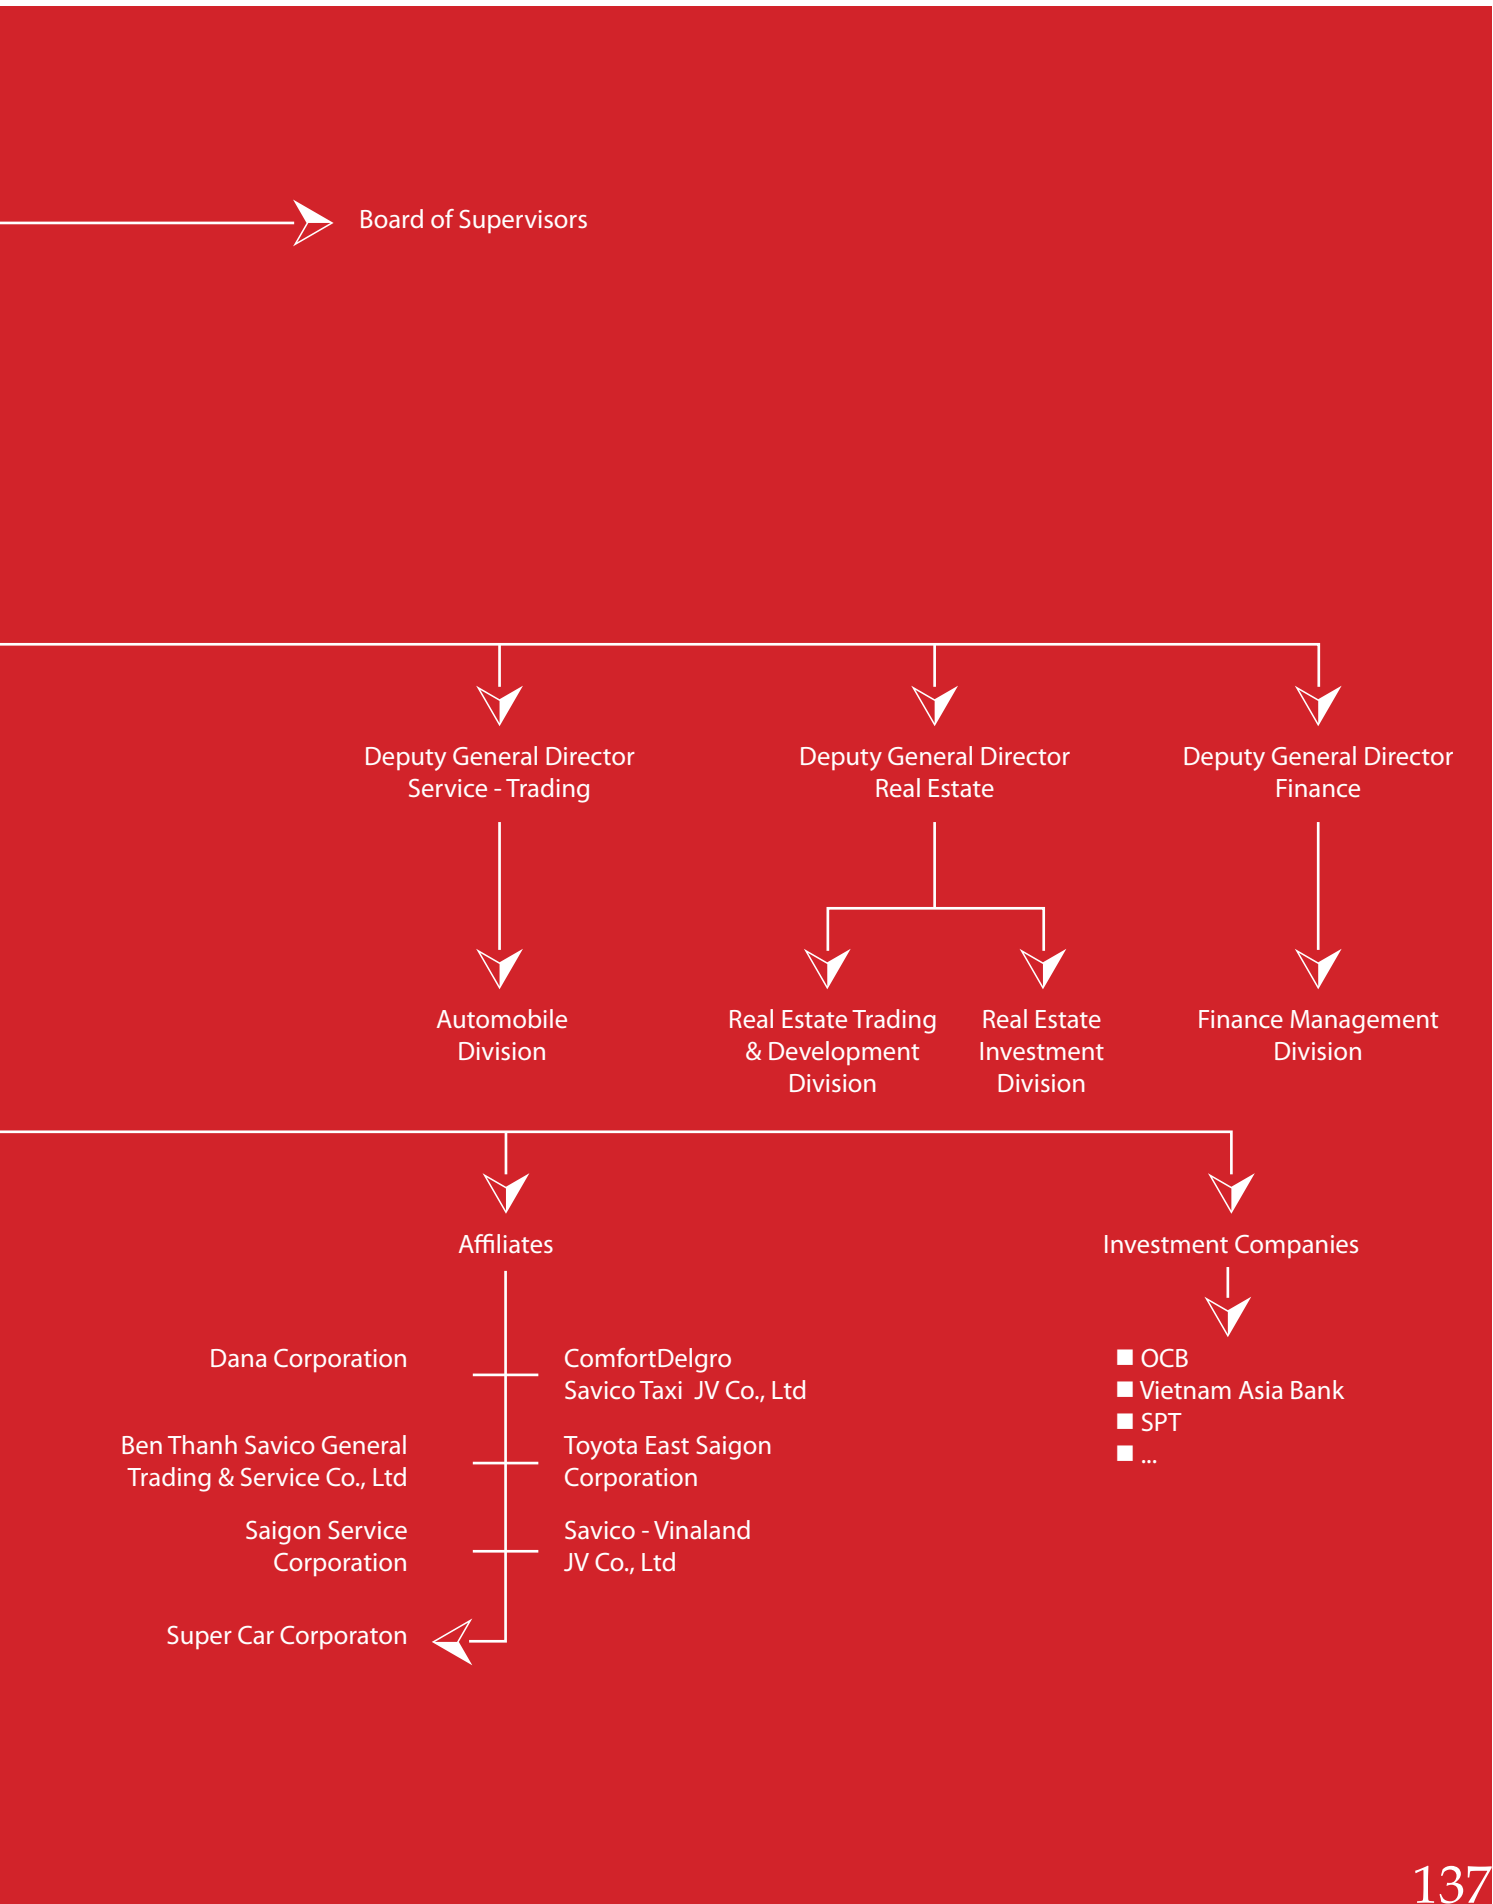 Board of Supervisors
Deputy General Director
Service - Trading
Deputy General Director
Real Estate
Deputy General Director
Finance
Automobile
Division
Real Estate Trading
& Development
Division
Real Estate
Investment
Division
Finance Management
Division
Affiliates
Investment Companies
Dana Corporation
ComfortDelgro
Savico Taxi JV Co., Ltd
Ben Thanh Savico General
Trading & Service Co., Ltd
Toyota East Saigon
Corporation
Saigon Service
Corporation
Savico - Vinaland
JV Co., Ltd
Super Car Corporaton
■ OCB
■ Vietnam Asia Bank
■ SPT
■ ...
137